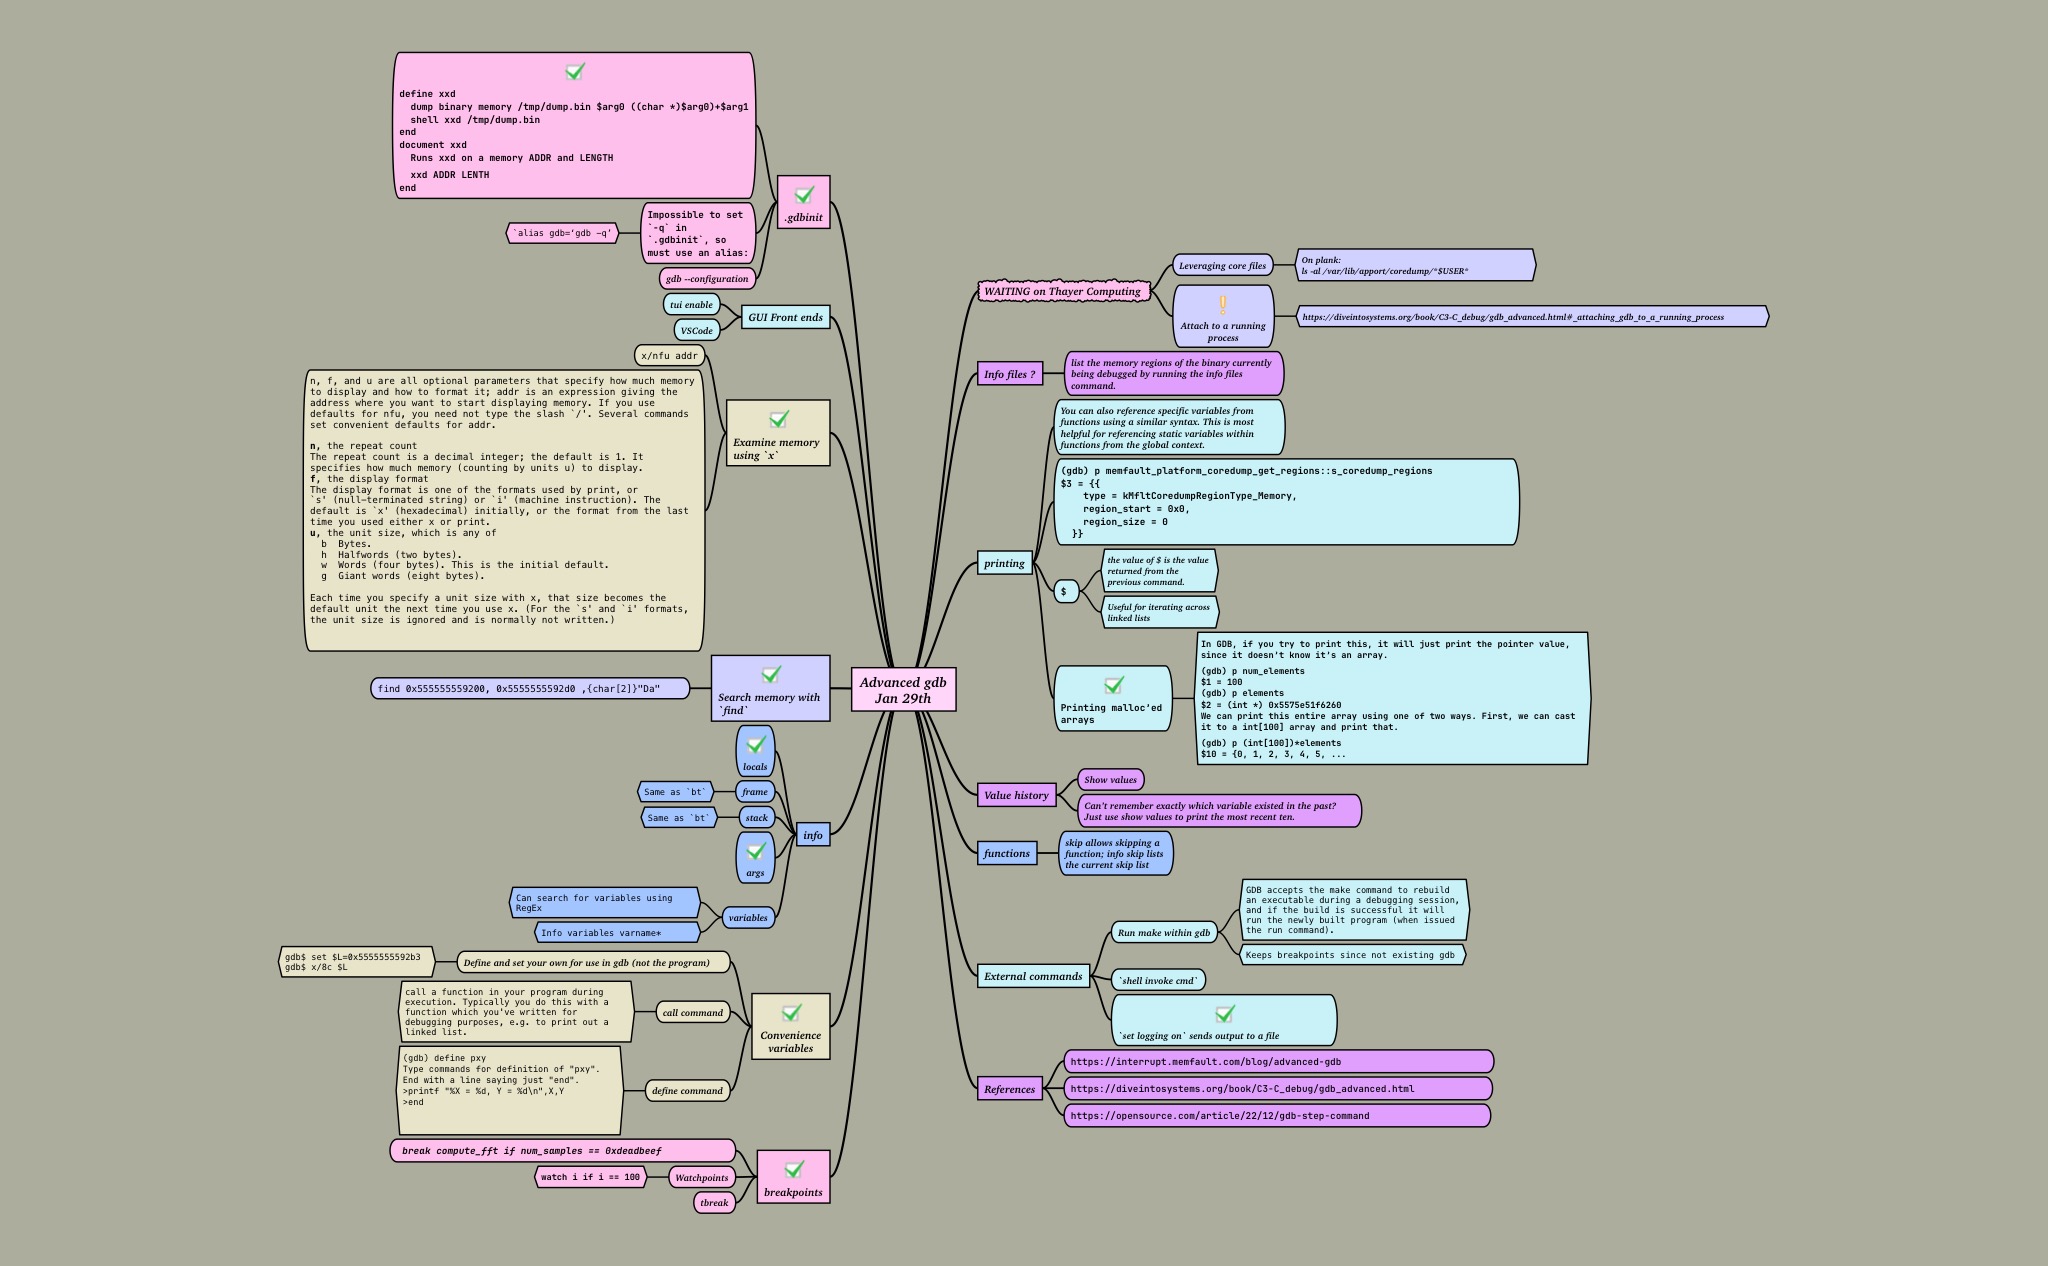 Advanced gdb
Jan 29th
.gdbinit
define xxd
dump binary memory /tmp/dump.bin $arg0 ((char *)$arg0)+$arg1
shell xxd /tmp/dump.bin
end
document xxd
Runs xxd on a memory ADDR and LENGTH
xxd ADDR LENTH
end
Impossible to set
`-q` in
`.gdbinit`, so
must use an alias:
`alias gdb=‘gdb −q’
gdb --configuration
GUI Front ends
tui enable
VSCode
Examine memory
using `x`
x/nfu addr
n, f, and u are all optional parameters that specify how much memory
to display and how to format it; addr is an expression giving the
address where you want to start displaying memory. If you use
defaults for nfu, you need not type the slash `/'. Several commands
set convenient defaults for addr.
n, the repeat count
The repeat count is a decimal integer; the default is 1. It
specifies how much memory (counting by units u) to display.
f, the display format
The display format is one of the formats used by print, or
`s' (null−terminated string) or `i' (machine instruction). The
default is `x' (hexadecimal) initially, or the format from the last
time you used either x or print.
u, the unit size, which is any of
b  Bytes.
h  Halfwords (two bytes).
w  Words (four bytes). This is the initial default.
g  Giant words (eight bytes).
Each time you specify a unit size with x, that size becomes the
default unit the next time you use x. (For the `s' and `i' formats,
the unit size is ignored and is normally not written.)
Search memory with
`find`
find 0x555555559200, 0x5555555592d0 ,{char[2]}"Da"
info
locals
frame
Same as `bt`
stack
Same as `bt`
args
variables
Can search for variables using
RegEx
Info variables varname*
Convenience
variables
Define and set your own for use in gdb (not the program)
gdb$ set $L=0x5555555592b3
gdb$ x/8c $L
call command
call a function in your program during
execution. Typically you do this with a
function which you've written for
debugging purposes, e.g. to print out a
linked list.
define command
(gdb) define pxy
Type commands for definition of "pxy".
End with a line saying just "end".
>printf "%X = %d, Y = %d\n",X,Y
>end
breakpoints
break compute_fft if num_samples == 0xdeadbeef
Watchpoints
watch i if i == 100
tbreak
WAITING on Thayer Computing
Leveraging core files
On plank:
ls -al /var/lib/apport/coredump/*$USER*
Attach to a running
process
https://diveintosystems.org/book/C3-C_debug/gdb_advanced.html#_attaching_gdb_to_a_running_process
Info files ?
list the memory regions of the binary currently
being debugged by running the info files
command.
printing
You can also reference specific variables from
functions using a similar syntax. This is most
helpful for referencing static variables within
functions from the global context.
(gdb) p memfault_platform_coredump_get_regions::s_coredump_regions
$3 = {{
type = kMfltCoredumpRegionType_Memory,
region_start = 0x0,
region_size = 0
}}
$
the value of $ is the value
returned from the
previous command.
Useful for iterating across
linked lists
Printing malloc’ed
arrays
In GDB, if you try to print this, it will just print the pointer value,
since it doesn't know it’s an array.
(gdb) p num_elements
$1 = 100
(gdb) p elements
$2 = (int *) 0x5575e51f6260
We can print this entire array using one of two ways. First, we can cast
it to a int[100] array and print that.
(gdb) p (int[100])*elements
$10 = {0, 1, 2, 3, 4, 5, ...
Value history
Show values
Can’t remember exactly which variable existed in the past?
Just use show values to print the most recent ten.
functions
skip allows skipping a
function; info skip lists
the current skip list
External commands
Run make within gdb
GDB accepts the make command to rebuild
an executable during a debugging session,
and if the build is successful it will
run the newly built program (when issued
the run command).
Keeps breakpoints since not existing gdb
`shell invoke cmd`
`set logging on` sends output to a file
References
https://interrupt.memfault.com/blog/advanced-gdb
https://diveintosystems.org/book/C3-C_debug/gdb_advanced.html
https://opensource.com/article/22/12/gdb-step-command